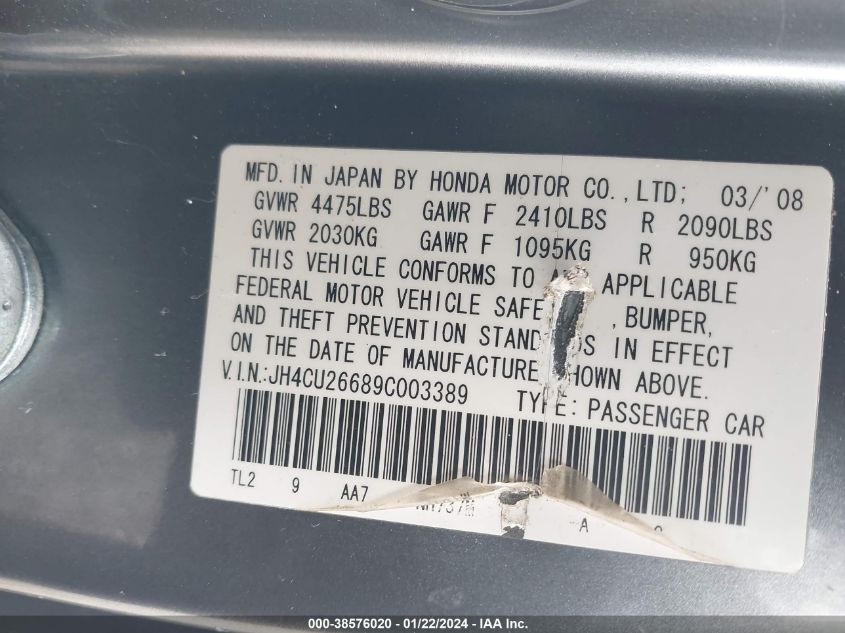 MFD. IN JAPAN BY HONDA MOTOR CO.,LTD; 03/'08
GVWR 4475LBS GAWR F 2410LBS R 2090LBS
GVWR 2030KG GAWR F 1095KG R 950KG
THIS VEHICLE CONFORMS TO APPLICABLE
FEDERAL MOTOR VEHICLE SAFE , BUMPER,
AND THEFT PREVENTION STAND DS IN EFFECT
ON THE DATE OF MANUFACTURE HOWN ABOVE.
V.I.N.:JH4CU26689C003389 TYPE: PASSENGER CAR
TL2 9 AA7 NH737M A
000-38576020 - 01/22/2024 - IAA Inc.